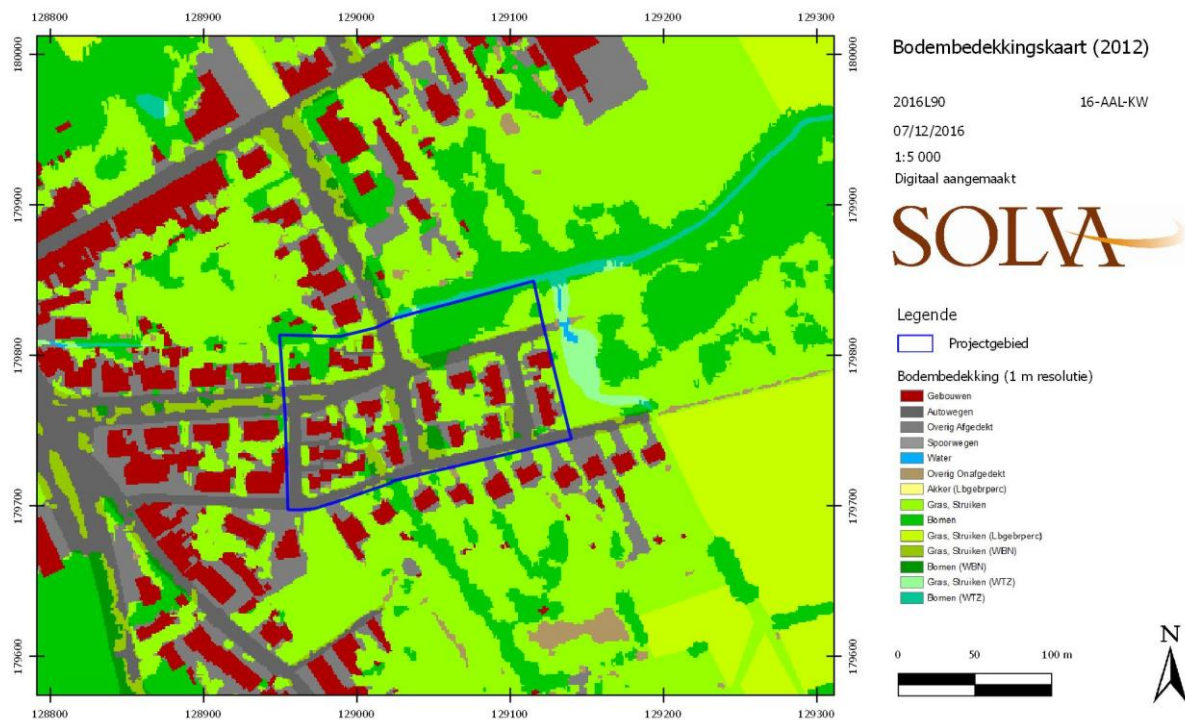 128800 128900 129000 129100 129200 129300
180000 180000
179900 179900
179800 179800
179700 179700
179600 179600
128800 128900 129000 129100 129200 129300
Bodembedekkingskaart (2012)
2016L90 16-AAL-KW
07/12/2016
1:5 000
Digitaal aangemaakt
SOLVA
Legende
Projectgebied
Bodembedekking (1 m resolutie)
Gebouwen
Autowegen
Overig Afgedekt
Spoorwegen
Water
Overig Onafgedekt
Akker (Lbgebrperc)
Gras, Struiken
Bomen
Gras, Struiken (Lbgebrperc)
Gras, Struiken (WBN)
Bomen (WBN)
Gras, Struiken (WTZ)
Bomen (WTZ)
N
0 50 100 m